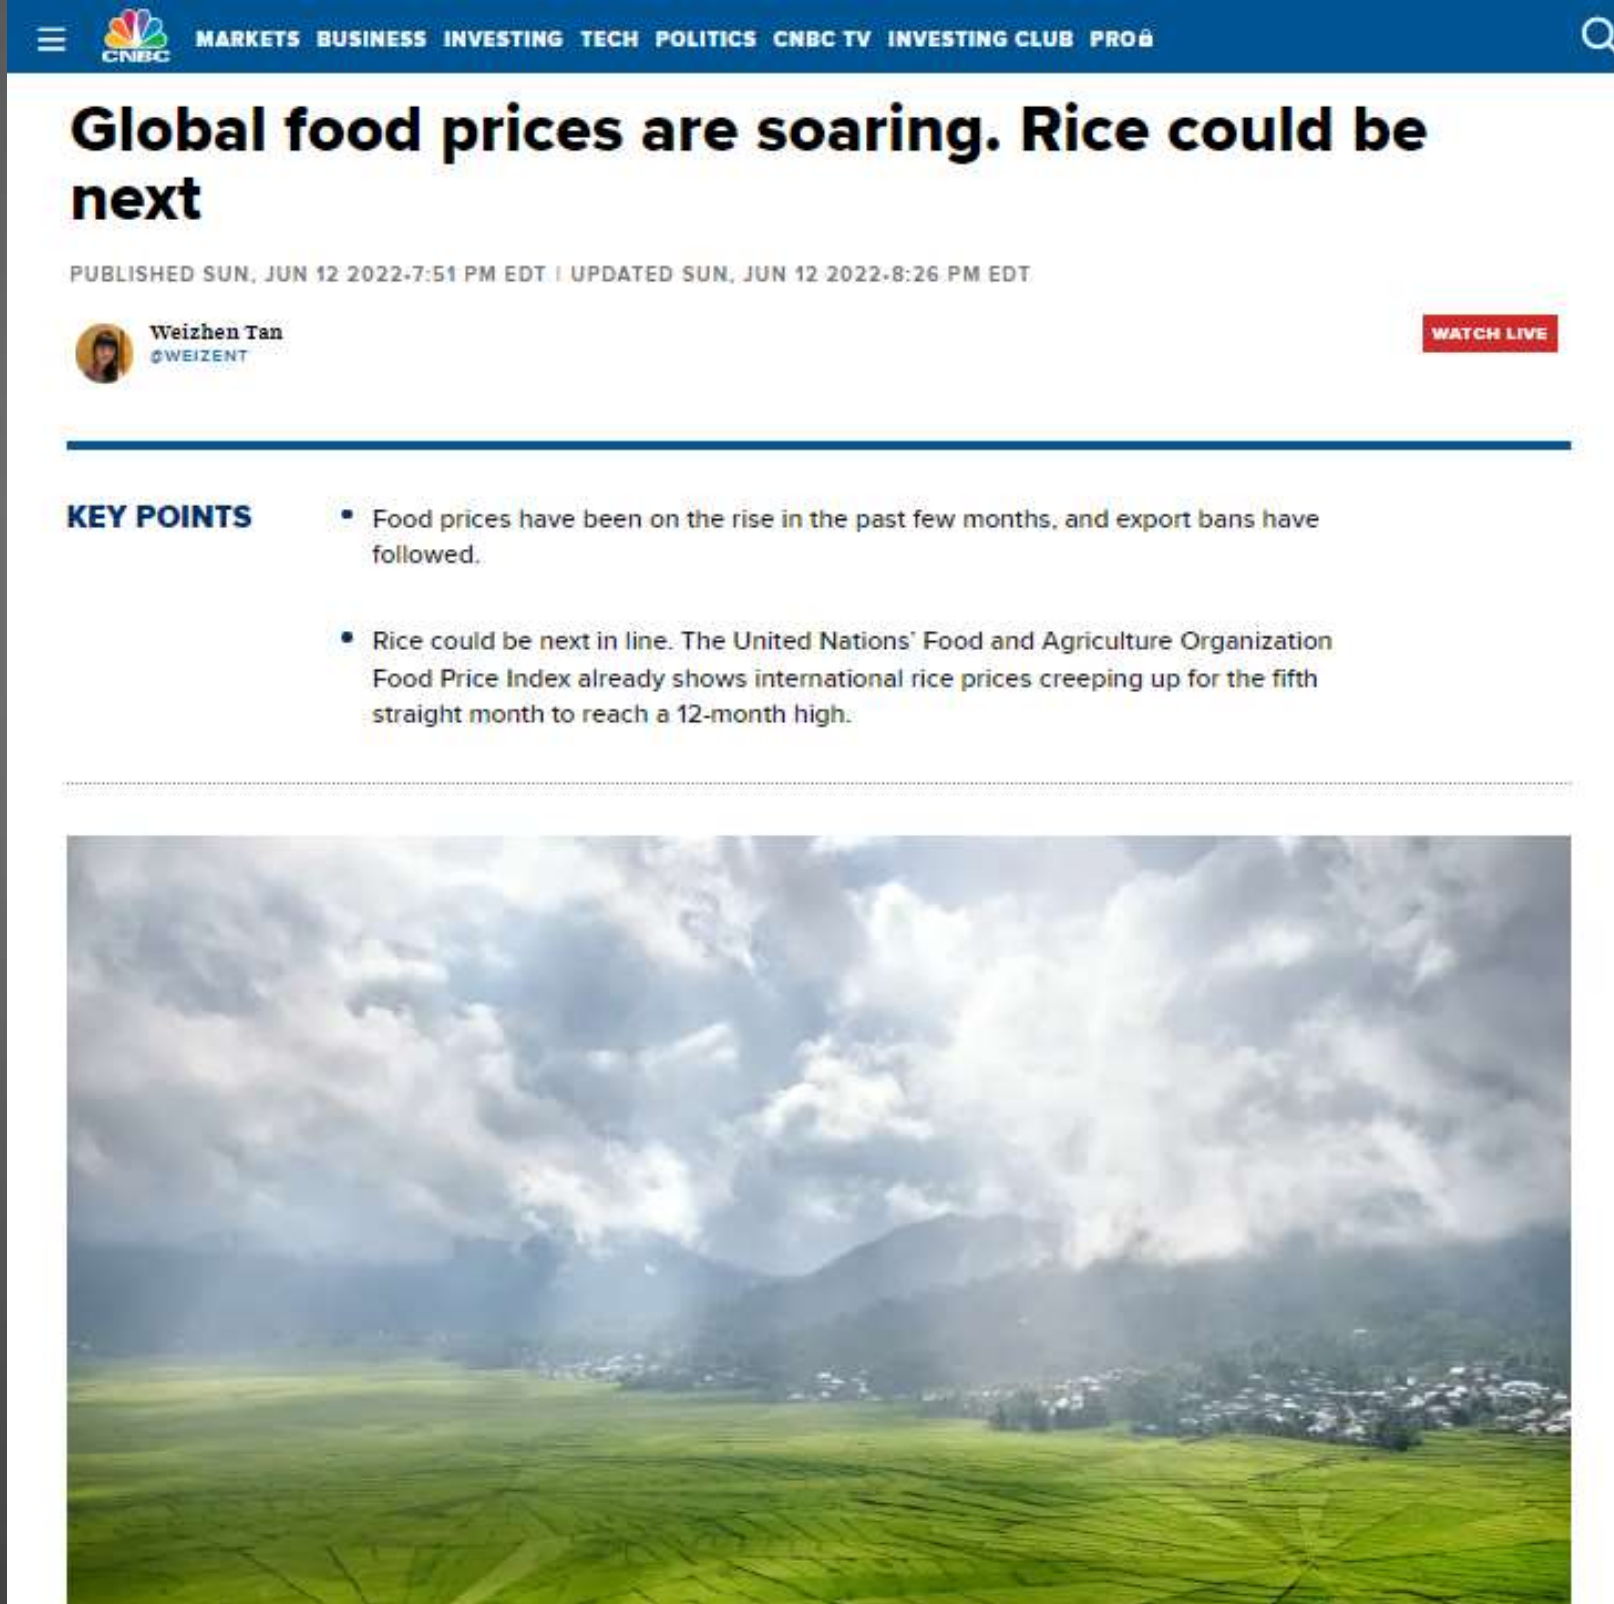 CNBC
MARKETS BUSINESS INVESTING TECH POLITICS CNBC TV INVESTING CLUB PRO
Global food prices are soaring. Rice could be
next
PUBLISHED SUN, JUN 12 2022•7:51 PM EDT | UPDATED SUN, JUN 12 2022•8:26 PM EDT
Weizhen Tan
@WEIZENT
WATCH LIVE
KEY POINTS
• Food prices have been on the rise in the past few months, and export bans have
followed.
• Rice could be next in line. The United Nations’ Food and Agriculture Organization
Food Price Index already shows international rice prices creeping up for the fifth
straight month to reach a 12-month high.